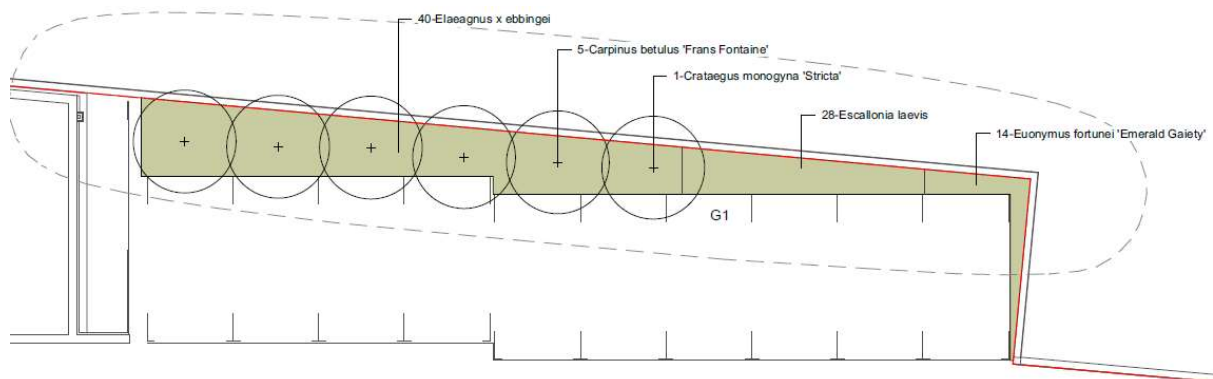 40-Elaeagnus x ebbingei
5-Carpinus betulus 'Frans Fontaine'
1-Crataegus monogyna 'Stricta'
28-Escallonia laevis
14-Euonymus fortunei 'Emerald Gaiety'
G1